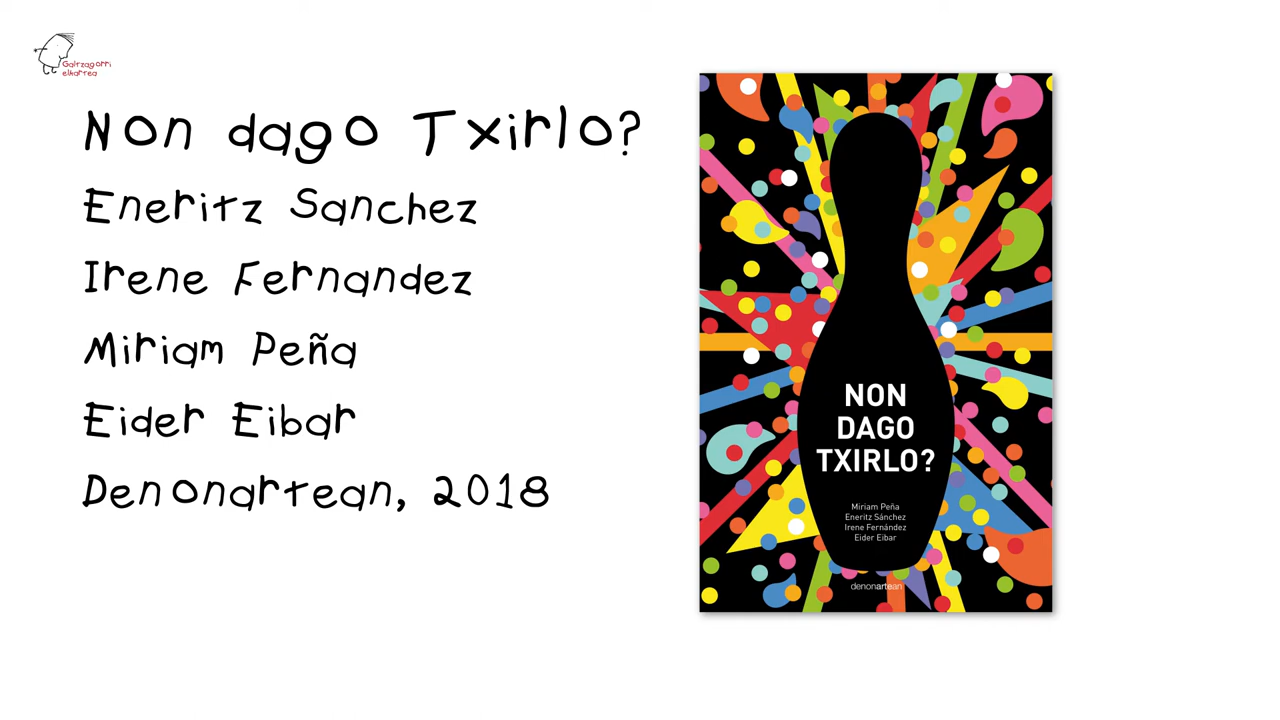 Galtzagorri
elkartea
Non dago Txirlo?
Eneritz Sanchez
Irene Fernandez
Miriam Peña
Eider Eibar
Denonartean, 2018
NON
DAGO
TXIRLO?
Miriam Peña
Eneritz Sánchez
Irene Fernández
Eider Eibar
denonartean